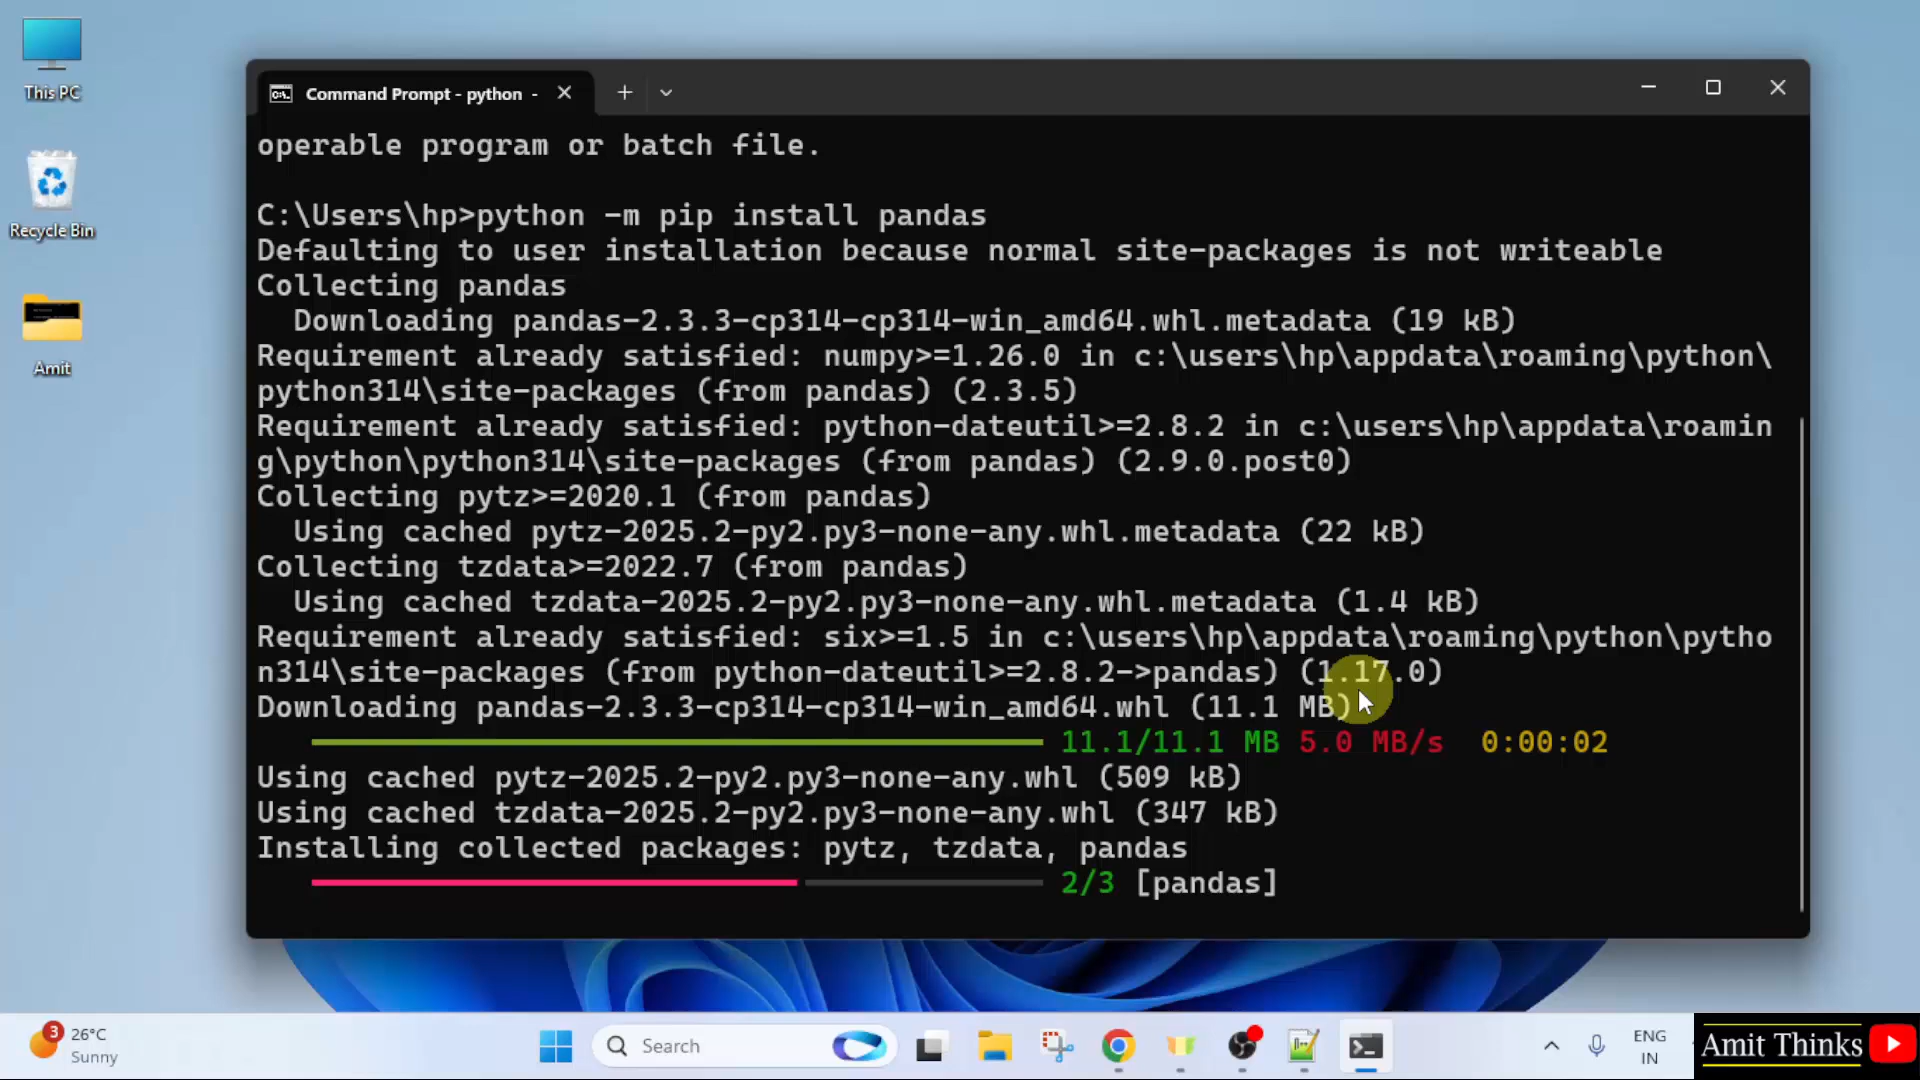 This PC
Recycle Bin
Amit
Command Prompt - python -
operable program or batch file.
C:\Users\hp>python -m pip install pandas
Defaulting to user installation because normal site-packages is not writeable
Collecting pandas
Downloading pandas-2.3.3-cp314-cp314-win_amd64.whl.metadata (19 kB)
Requirement already satisfied: numpy>=1.26.0 in c:\users\hp\appdata\roaming\python\
python314\site-packages (from pandas) (2.3.5)
Requirement already satisfied: python-dateutil>=2.8.2 in c:\users\hp\appdata\roamin
g\python\python314\site-packages (from pandas) (2.9.0.post0)
Collecting pytz>=2020.1 (from pandas)
Using cached pytz-2025.2-py2.py3-none-any.whl.metadata (22 kB)
Collecting tzdata>=2022.7 (from pandas)
Using cached tzdata-2025.2-py2.py3-none-any.whl.metadata (1.4 kB)
Requirement already satisfied: six>=1.5 in c:\users\hp\appdata\roaming\python\pytho
n314\site-packages (from python-dateutil>=2.8.2->pandas) (1.17.0)
Downloading pandas-2.3.3-cp314-cp314-win_amd64.whl (11.1 MB)
11.1/11.1 MB 5.0 MB/s 0:00:02
Using cached pytz-2025.2-py2.py3-none-any.whl (509 kB)
Using cached tzdata-2025.2-py2.py3-none-any.whl (347 kB)
Installing collected packages: pytz, tzdata, pandas
2/3 [pandas]
3
26°C
Sunny
Search
ENG
IN
Amit Thinks